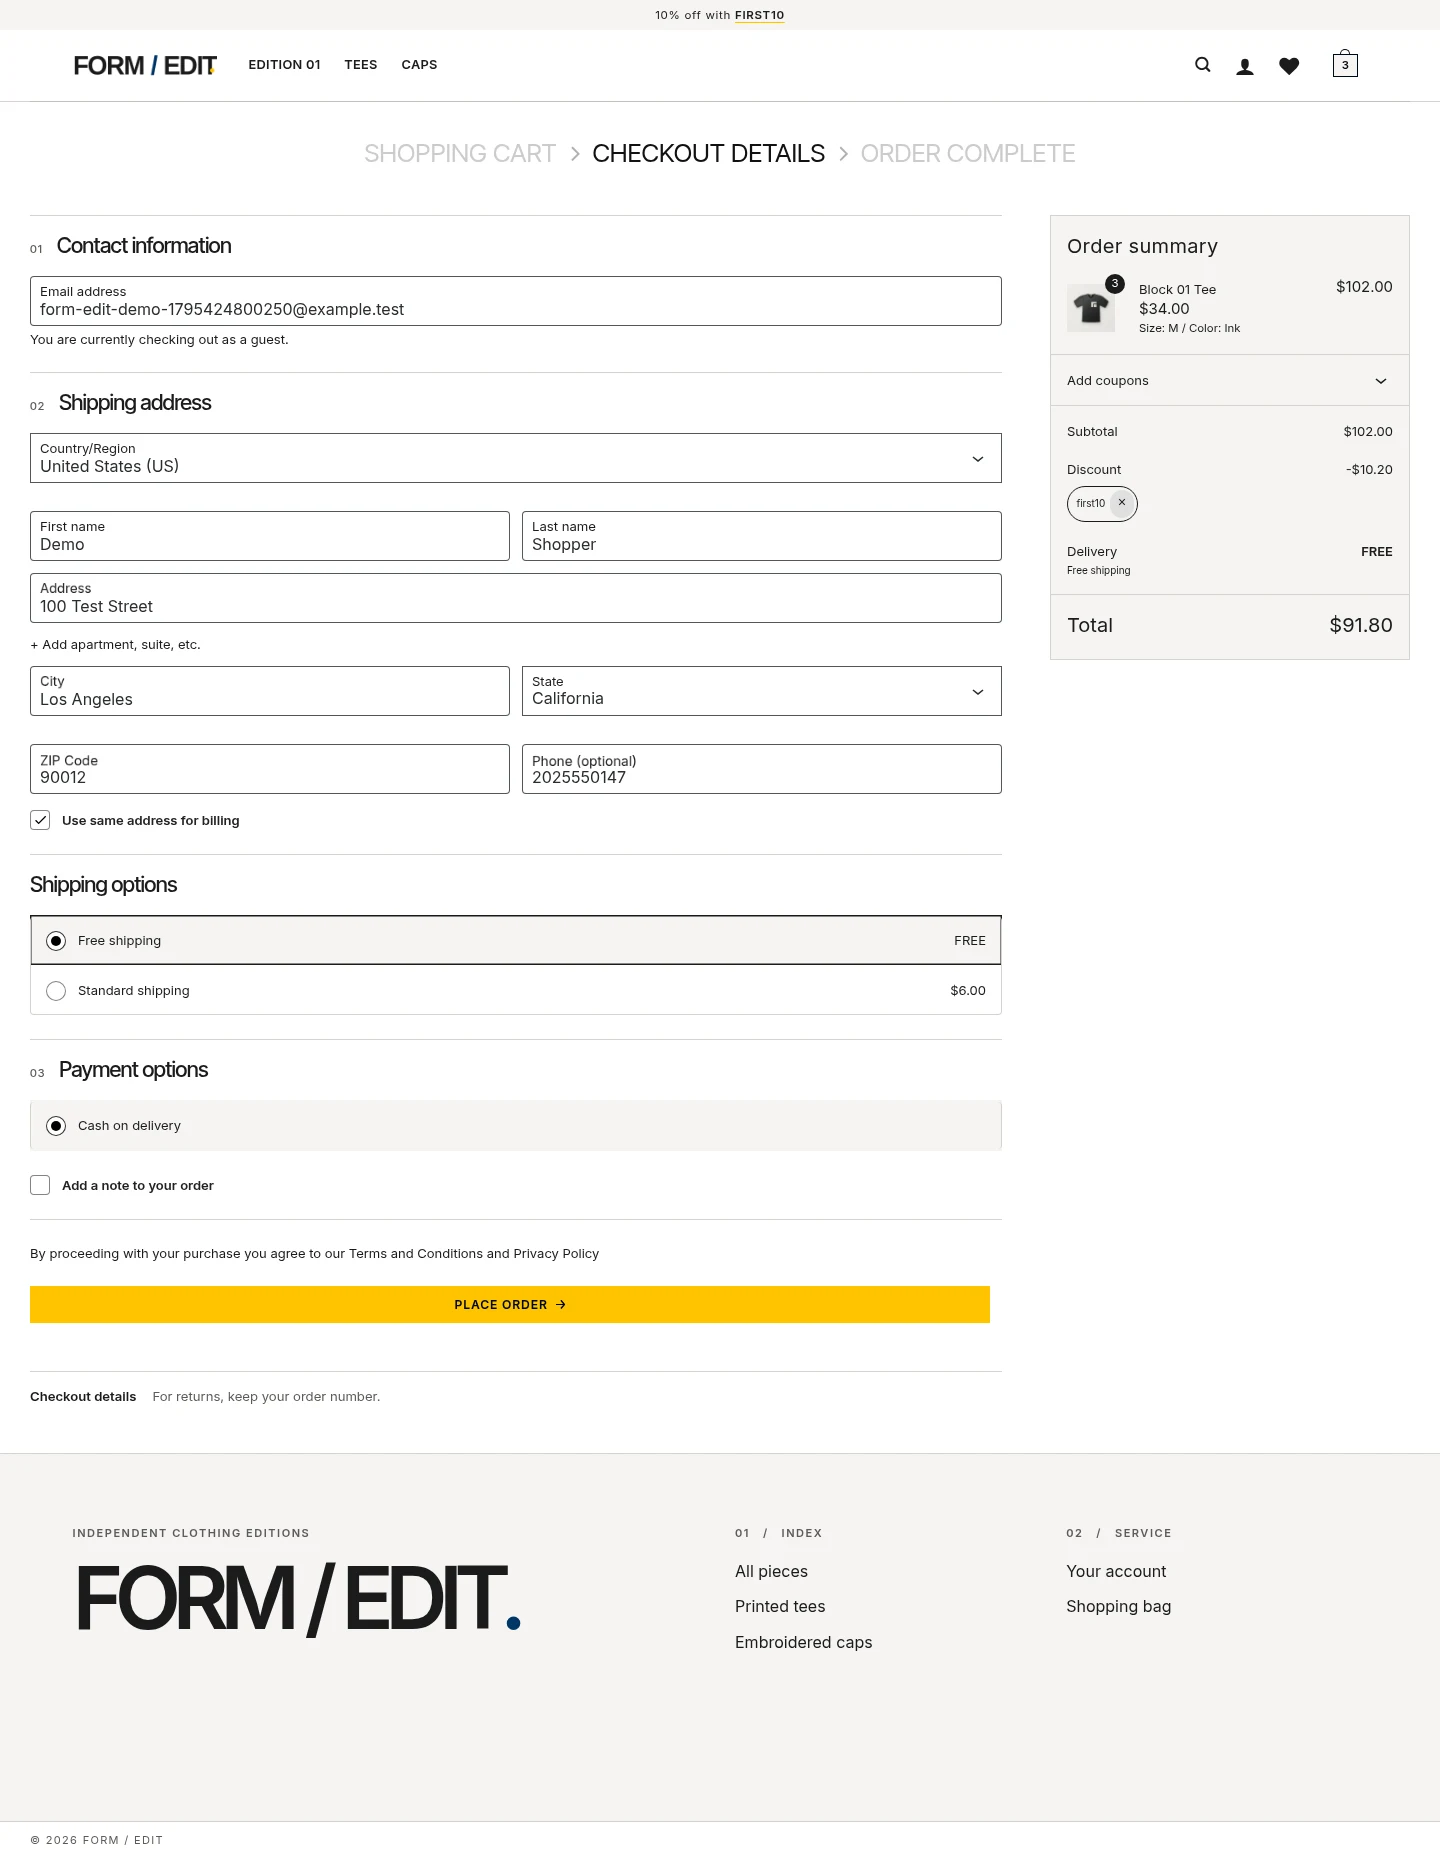 10% off with FIRST10
FORM / EDIT
EDITION 01
TEES
CAPS
3
SHOPPING CART
CHECKOUT DETAILS
ORDER COMPLETE
01 Contact information
Email address
form-edit-demo-1795424800250@example.test
You are currently checking out as a guest.
02 Shipping address
Country/Region
United States (US)
First name
Demo
Last name
Shopper
Address
100 Test Street
+ Add apartment, suite, etc.
City
Los Angeles
State
California
ZIP Code
90012
Phone (optional)
2025550147
Use same address for billing
Shipping options
Free shipping FREE
Standard shipping $6.00
03 Payment options
Cash on delivery
Add a note to your order
By proceeding with your purchase you agree to our Terms and Conditions and Privacy Policy
PLACE ORDER →
Checkout details For returns, keep your order number.
Order summary
3
Block 01 Tee $102.00
$34.00
Size: M / Color: Ink
Add coupons
Subtotal $102.00
Discount -$10.20
first10 ×
Delivery FREE
Free shipping
Total $91.80
INDEPENDENT CLOTHING EDITIONS
FORM / EDIT.
01 / INDEX
All pieces
Printed tees
Embroidered caps
02 / SERVICE
Your account
Shopping bag
© 2026 FORM / EDIT